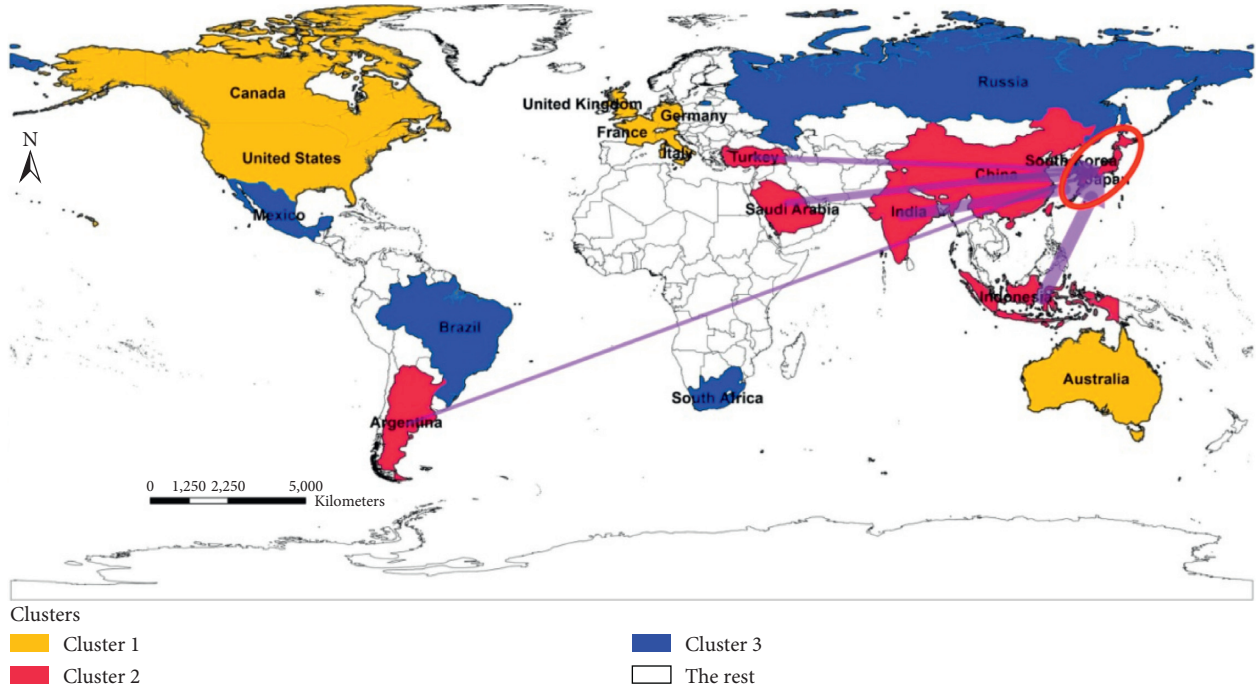 Canada
Russia
United Kingdom
Germany
France
N
United States
Italy
Turkey
South Korea
China
Japan
Mexico
Saudi Arabia
India
Indonesia
Brazil
Australia
South Africa
Argentina
0 1,250 2,250 5,000
Kilometers
Clusters
Cluster 1
Cluster 2
Cluster 3
The rest